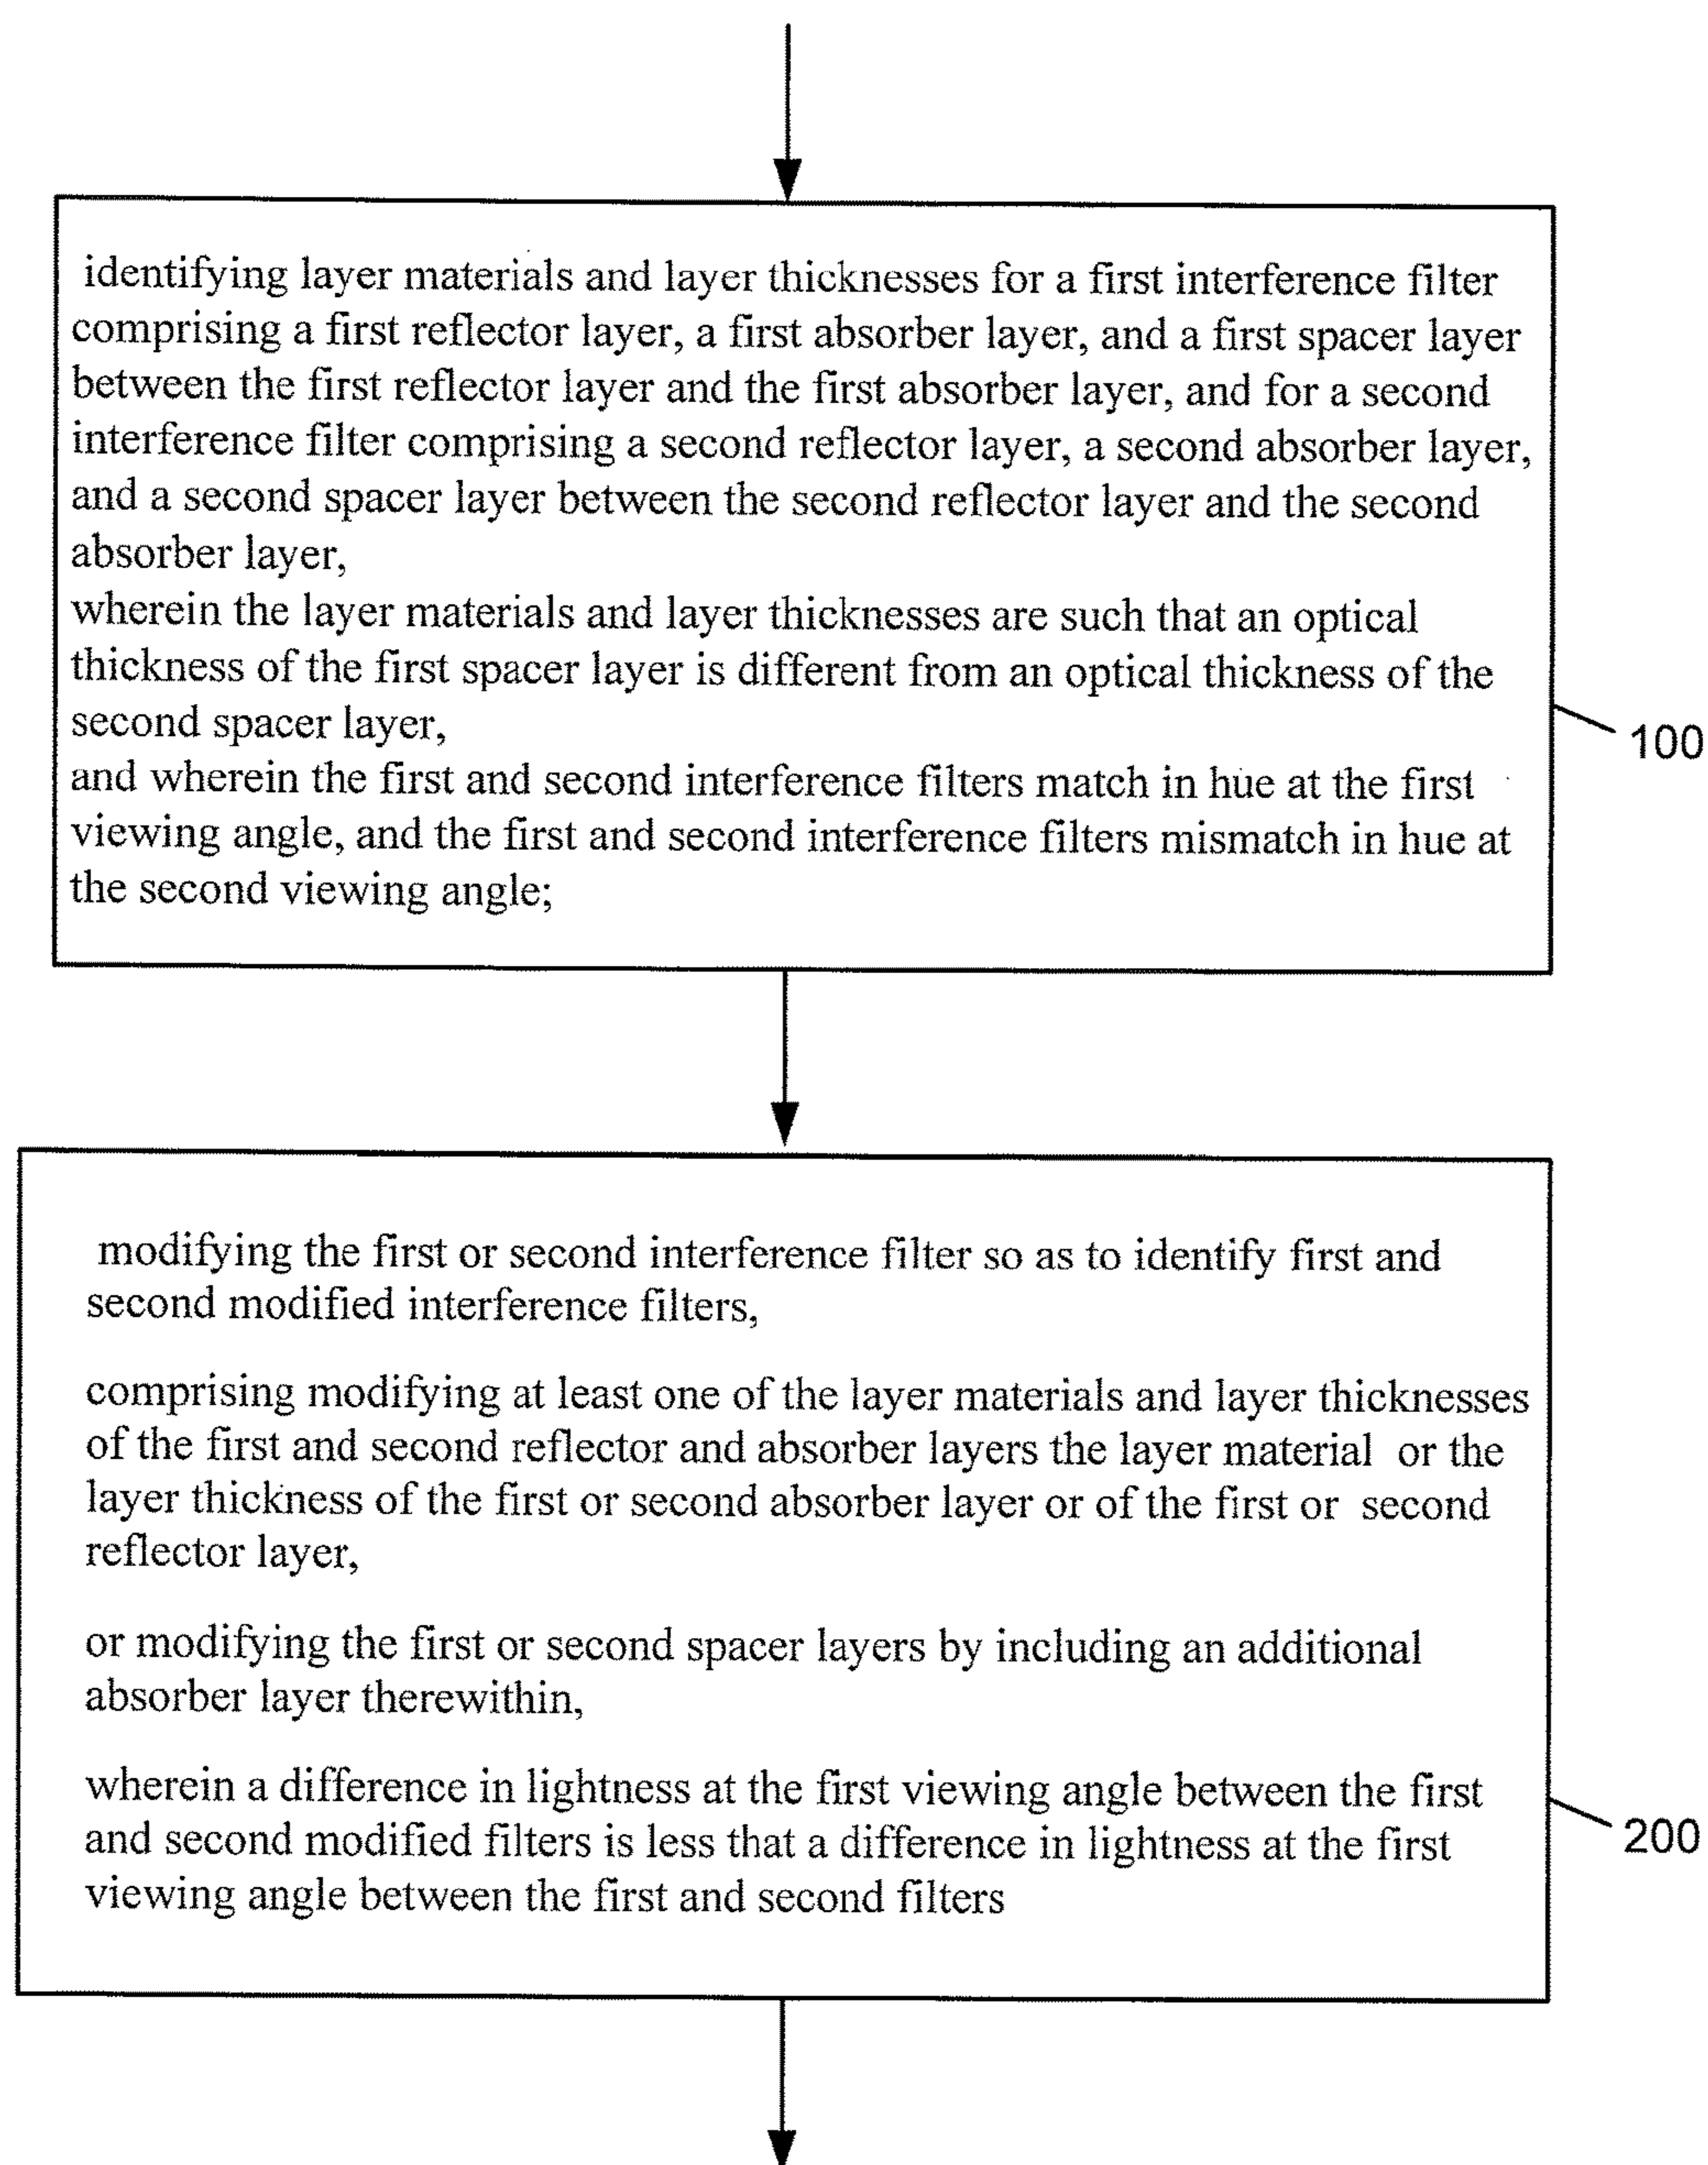 identifying layer materials and layer thicknesses for a first interference filter
comprising a first reflector layer, a first absorber layer, and a first spacer layer
between the first reflector layer and the first absorber layer, and for a second
interference filter comprising a second reflector layer, a second absorber layer,
and a second spacer layer between the second reflector layer and the second
absorber layer,
wherein the layer materials and layer thicknesses are such that an optical
thickness of the first spacer layer is different from an optical thickness of the
second spacer layer,
and wherein the first and second interference filters match in hue at the first
viewing angle, and the first and second interference filters mismatch in hue at
the second viewing angle;
100
modifying the first or second interference filter so as to identify first and
second modified interference filters,
comprising modifying at least one of the layer materials and layer thicknesses
of the first and second reflector and absorber layers the layer material or the
layer thickness of the first or second absorber layer or of the first or second
reflector layer,
or modifying the first or second spacer layers by including an additional
absorber layer therewithin,
wherein a difference in lightness at the first viewing angle between the first
and second modified filters is less that a difference in lightness at the first
viewing angle between the first and second filters
200